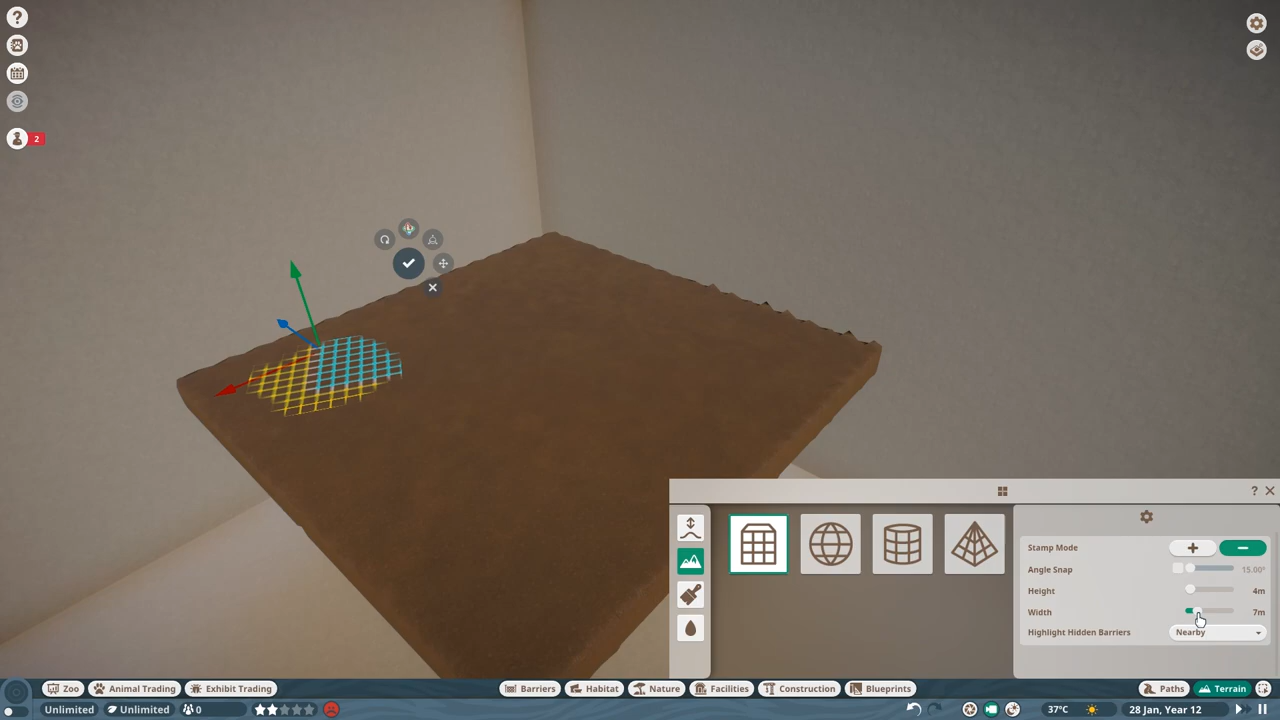 ?
2
?
Stamp Mode
Angle Snap 15.00°
Height 4m
Width 7m
Highlight Hidden Barriers Nearby
Zoo Animal Trading Exhibit Trading Barriers Habitat Nature Facilities Construction Blueprints Paths Terrain
Unlimited Unlimited 0 37°C 28 Jan, Year 12